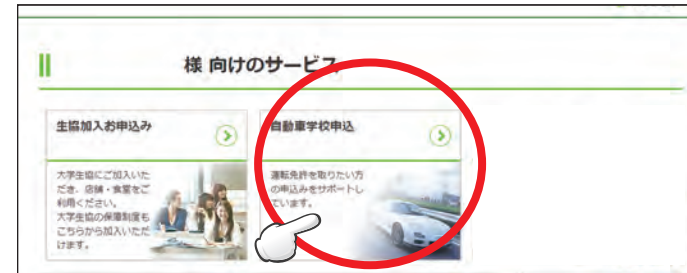 様 向けのサービス
生協加入お申込み
自動車学校申込
大学生協にご加入いた
だき、店舗・食堂をご
利用ください。
大学生協の保障制度も
こちらから加入いただ
けます。
運転免許を取りたい方
の申込みをサポートし
ています。